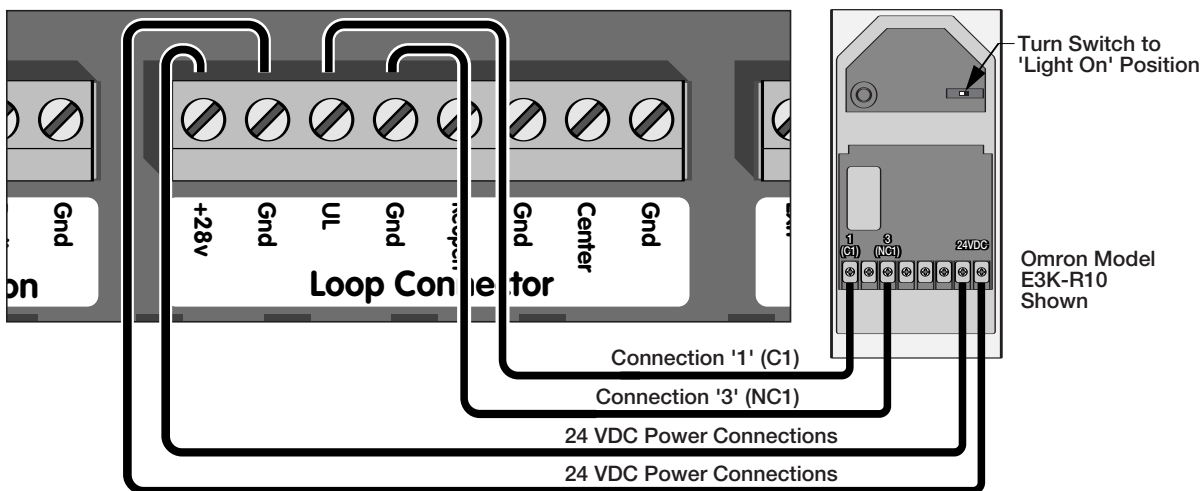 Turn Switch to
'Light On' Position
Gnd
+28v
Gnd
UL
Gnd
Gnd
Center
Gnd
on
Loop Connector
1
(C1)
3
(NC1)
24VDC
Omron Model
E3K-R10
Shown
Connection '1' (C1)
Connection '3' (NC1)
24 VDC Power Connections
24 VDC Power Connections